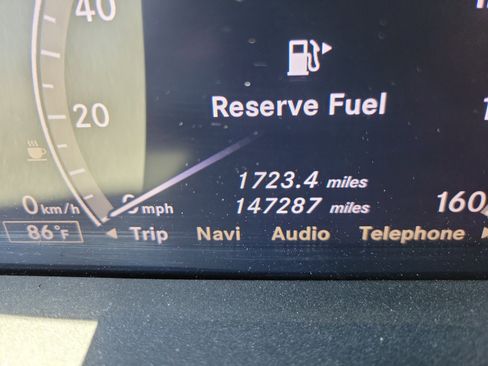 40
Reserve Fuel
20
1723.4 miles
147287 miles
0 km/h 0 mph
160
86°F
Trip Navi Audio Telephone